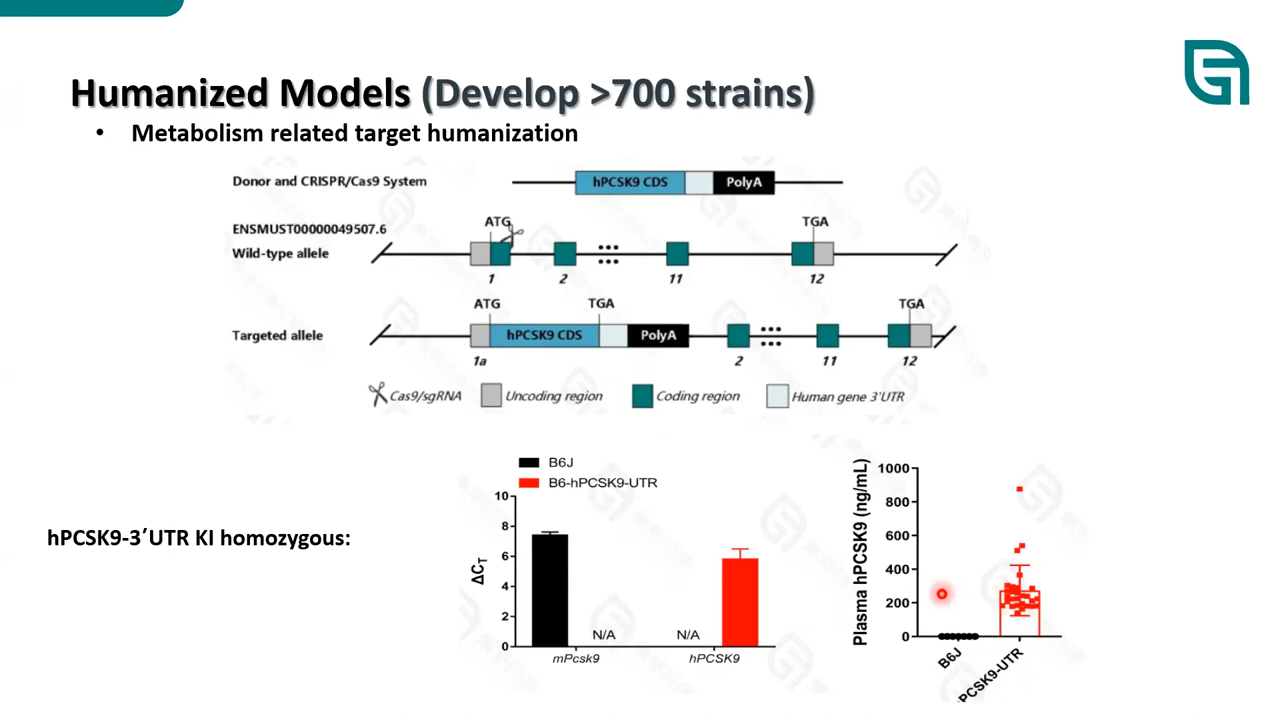 Humanized Models (Develop >700 strains)
• Metabolism related target humanization
Donor and CRISPR/Cas9 System
hPCSK9 CDS
PolyA
ENSMUST00000049507.6
ATG
TGA
Wild-type allele
1
2
11
12
ATG
TGA
TGA
Targeted allele
hPCSK9 CDS
PolyA
1a
2
11
12
Cas9/sgRNA
Uncoding region
Coding region
Human gene 3'UTR
hPCSK9-3′UTR KI homozygous:
B6J
B6-hPCSK9-UTR
ΔCT
10
8
6
4
2
0
N/A
N/A
mPcsk9
hPCSK9
Plasma hPCSK9 (ng/mL)
1000
800
600
400
200
0
B6J
PCSK9-UTR